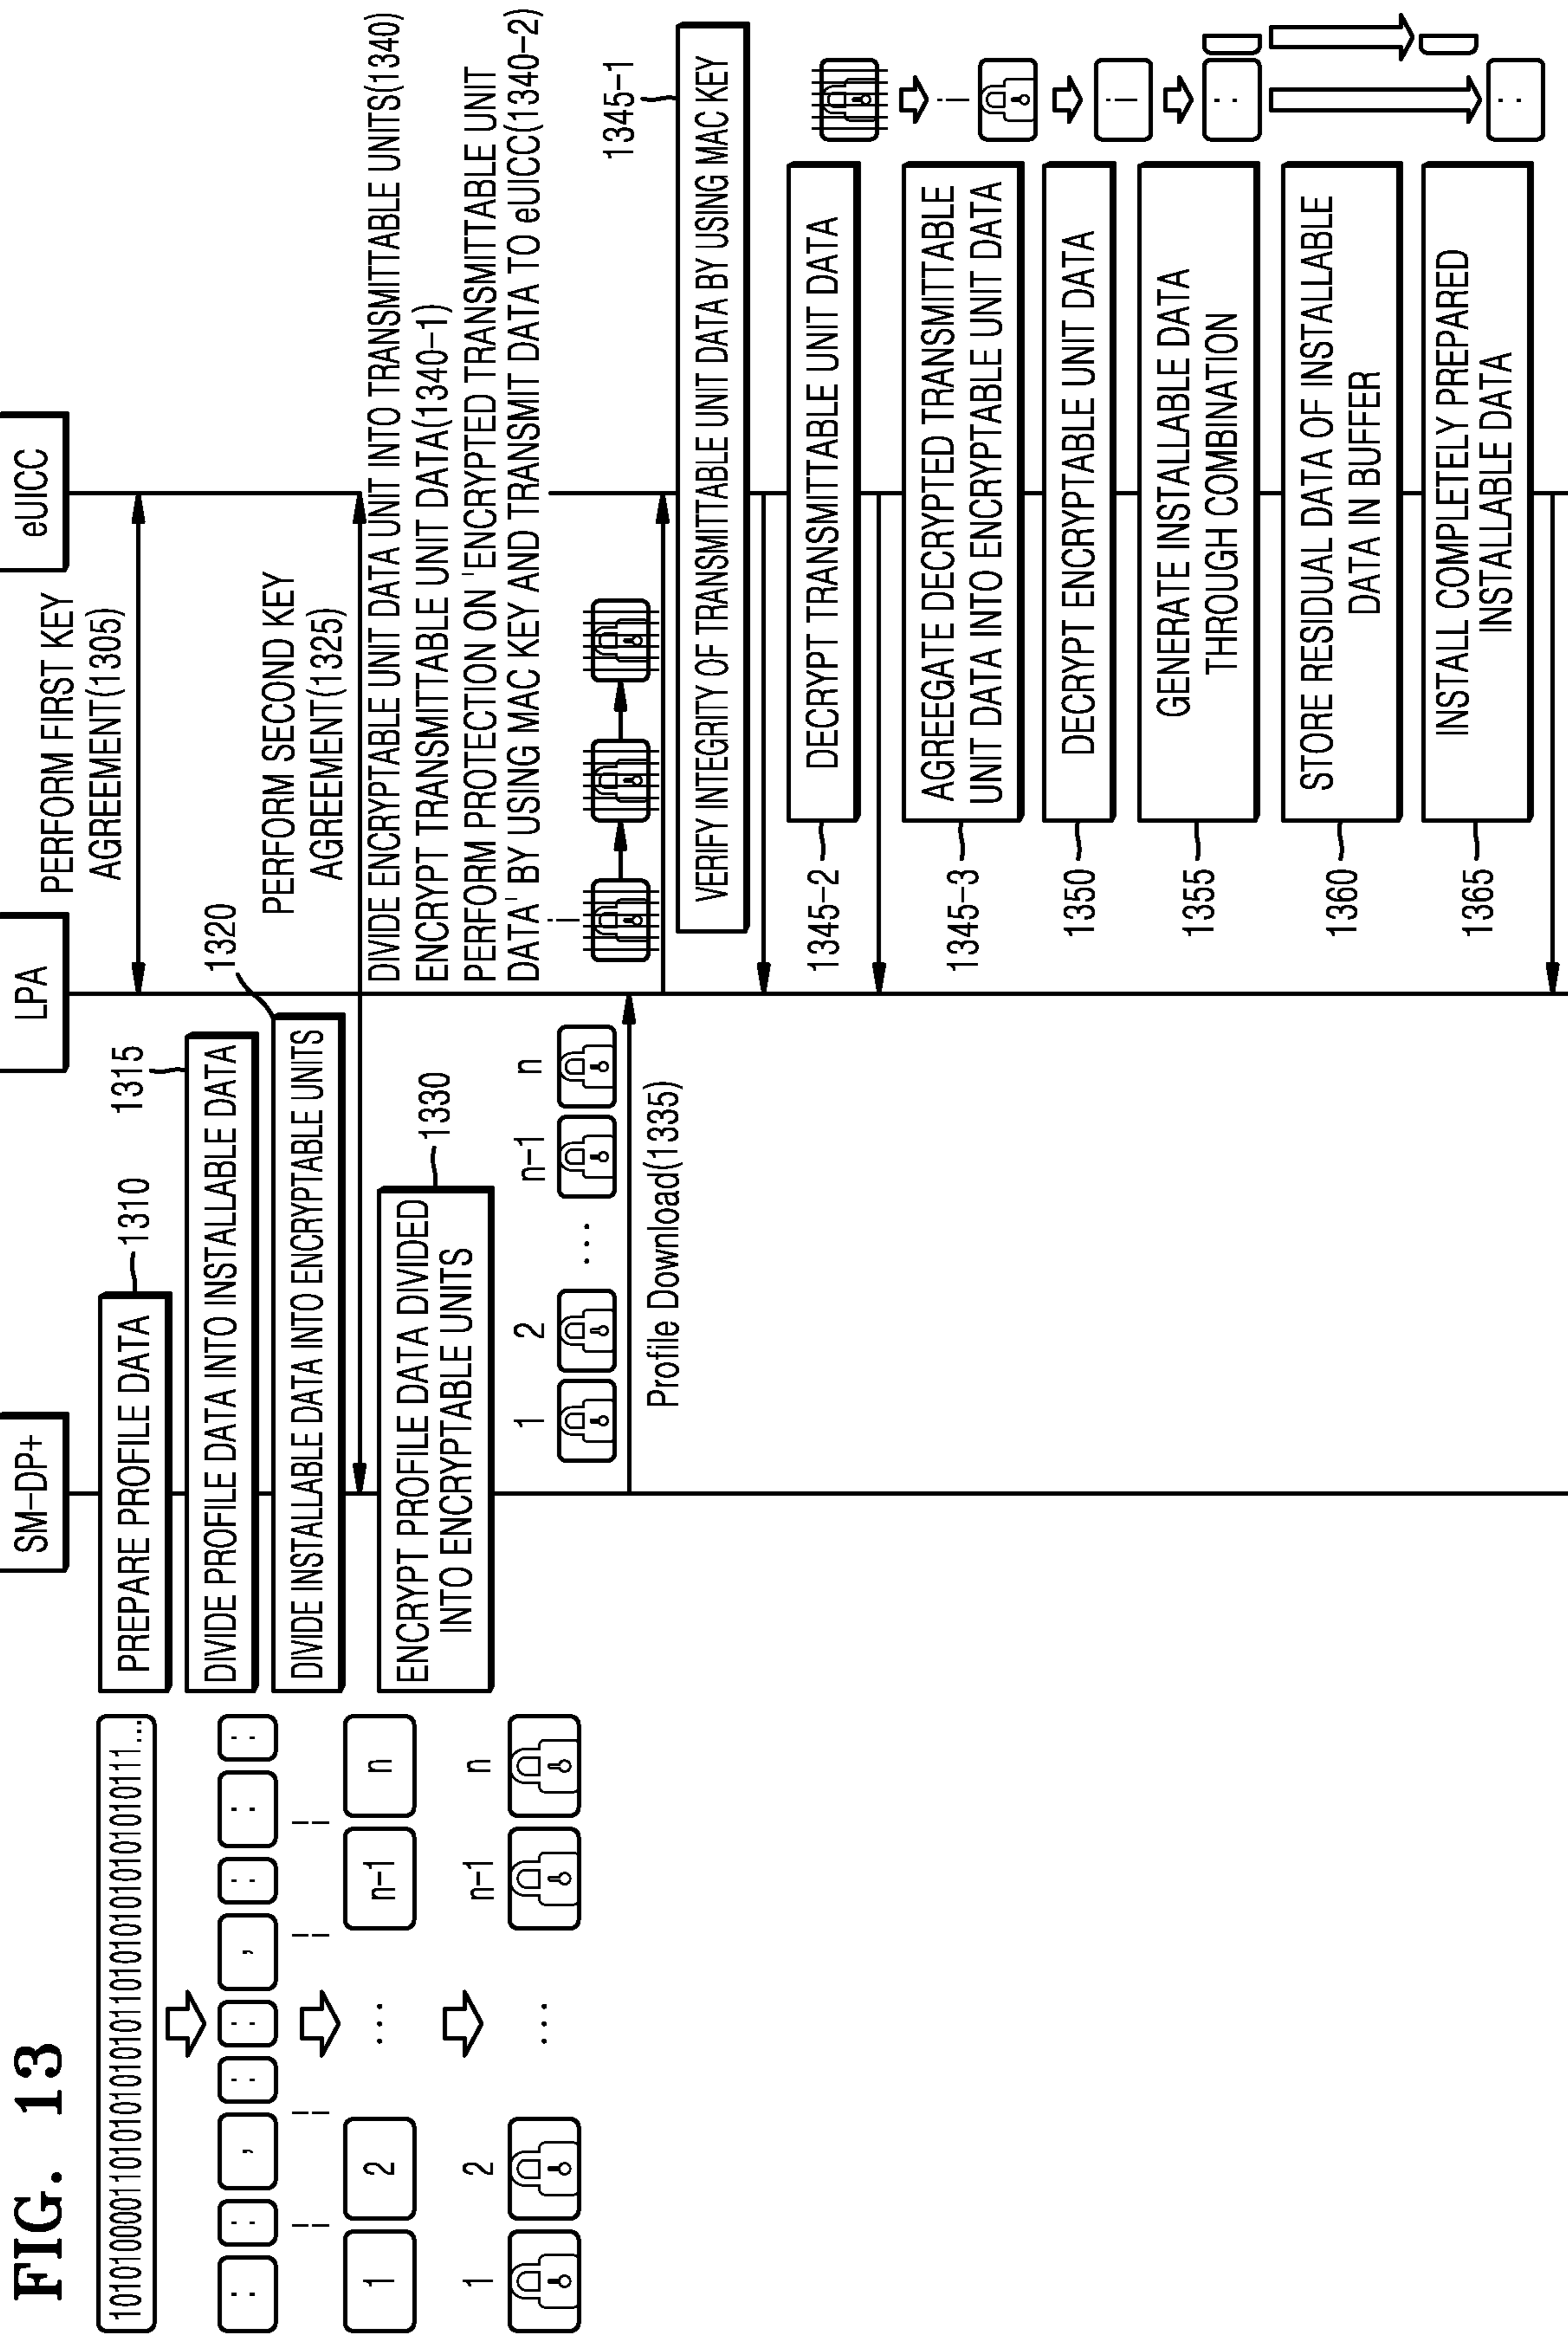 FIG. 13
SM-DP+
LPA
eUICC
PERFORM FIRST KEY
AGREEMENT(1305)
1010100001101010101010101101010101010101010111...
PREPARE PROFILE DATA
1310
DIVIDE PROFILE DATA INTO INSTALLABLE DATA
1315
DIVIDE INSTALLABLE DATA INTO ENCRYPTABLE UNITS
1320
PERFORM SECOND KEY
AGREEMENT(1325)
1
2
...
n-1
n
ENCRYPT PROFILE DATA DIVIDED
INTO ENCRYPTABLE UNITS
1330
1
2
...
n-1
n
1
2
...
n-1
n
Profile Download(1335)
DIVIDE ENCRYPTABLE UNIT DATA UNIT INTO TRANSMITTABLE UNITS(1340)
ENCRYPT TRANSMITTABLE UNIT DATA(1340-1)
PERFORM PROTECTION ON 'ENCRYPTED TRANSMITTABLE UNIT
DATA' BY USING MAC KEY AND TRANSMIT DATA TO eUICC(1340-2)
1345-1
VERIFY INTEGRITY OF TRANSMITTABLE UNIT DATA BY USING MAC KEY
1345-2
DECRYPT TRANSMITTABLE UNIT DATA
1345-3
AGREEGATE DECRYPTED TRANSMITTABLE
UNIT DATA INTO ENCRYPTABLE UNIT DATA
1350
DECRYPT ENCRYPTABLE UNIT DATA
1355
GENERATE INSTALLABLE DATA
THROUGH COMBINATION
1360
STORE RESIDUAL DATA OF INSTALLABLE
DATA IN BUFFER
1365
INSTALL COMPLETELY PREPARED
INSTALLABLE DATA